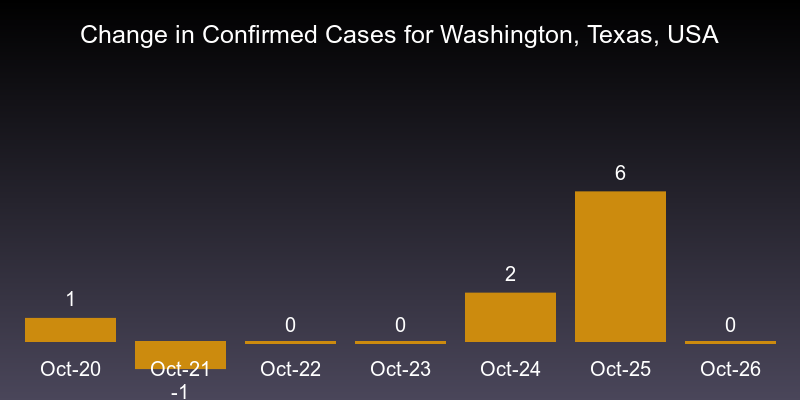 Change in Confirmed Cases for Washington, Texas, USA
6
2
1
0
0
0
Oct-20
Oct-21
Oct-22
Oct-23
Oct-24
Oct-25
Oct-26
-1